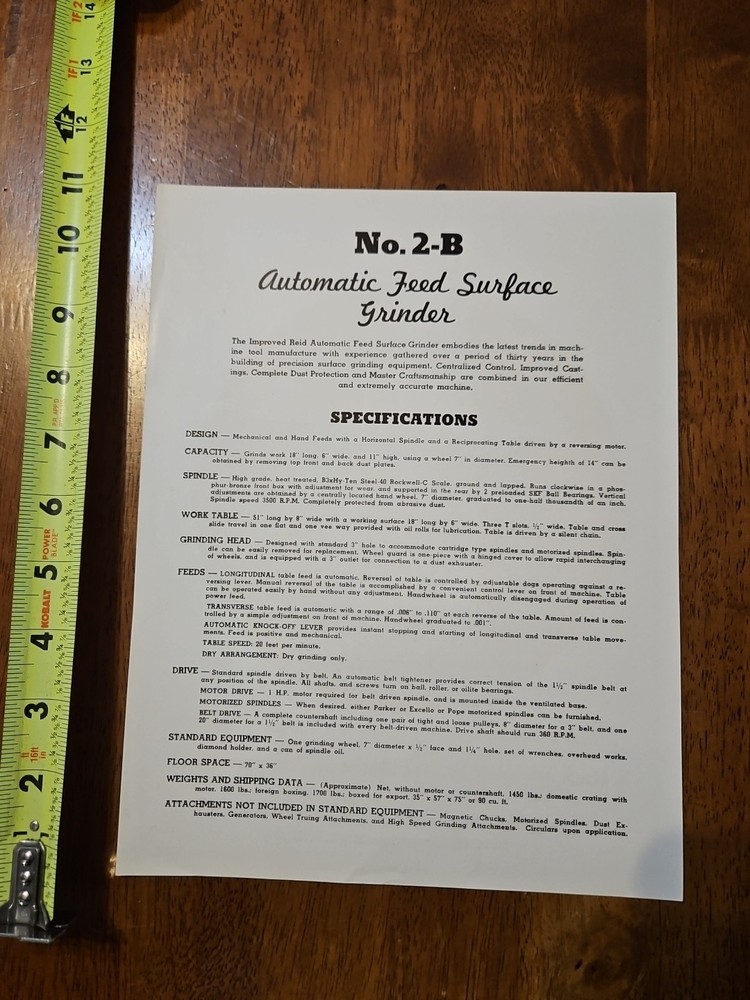 No. 2-B
Automatic Feed Surface
Grinder
The Improved Reid Automatic Feed Surface Grinder embodies the latest trends in mach-
ine tool manufacture with experience gathered over a period of thirty years in the
building of precision surface grinding equipment. Centralized Control, Improved Cast-
ings, Complete Dust Protection and Master Craftsmanship are combined in our efficient
and extremely accurate machine.
SPECIFICATIONS
DESIGN — Mechanical and Hand Feeds with a Horizontal Spindle and a Reciprocating Table driven by a reversing motor.
CAPACITY — Grinds work 18" long, 6" wide, and 11" high, using a wheel 7" in diameter. Emergency heighth of 14" can be
obtained by removing top front and back dust plates.
SPINDLE — High grade, heat treated, B3xHy-Ten Steel-40 Rockwell-C Scale, ground and lapped. Runs clockwise in a phos-
phur-bronze front box with adjustment for wear, and supported in the rear by 2 preloaded SKF Ball Bearings. Vertical
adjustments are obtained by a centrally located hand wheel, 7" diameter, graduated to one-half thousandth of an inch.
Spindle speed 3500 R.P.M. Completely protected from abrasive dust.
WORK TABLE — 51" long by 8" wide with a working surface 18" long by 6" wide. Three T slots, ½" wide. Table and cross
slide travel in one flat and one vee way provided with oil rolls for lubrication. Table is driven by a silent chain.
GRINDING HEAD — Designed with standard 3" hole to accommodate cartridge type spindles and motorized spindles. Spin-
dle can be easily removed for replacement. Wheel guard is one-piece with a hinged cover to allow rapid interchanging
of wheels, and is equipped with a 3" outlet for connection to a dust exhauster.
FEEDS — LONGITUDINAL table feed is automatic. Reversal of table is controlled by adjustable dogs operating against a re-
versing lever. Manual reversal of the table is accomplished by a convenient control lever on front of machine. Table
can be operated easily by hand without any adjustment. Handwheel is automatically disengaged during operation of
power feed.
TRANSVERSE table feed is automatic with a range of .006" to .110" at each reverse of the table. Amount of feed is con-
trolled by a simple adjustment on front of machine. Handwheel graduated to .001".
AUTOMATIC KNOCK-OFF LEVER provides instant stopping and starting of longitudinal and transverse table move-
ments. Feed is positive and mechanical.
TABLE SPEED: 20 feet per minute.
DRY ARRANGEMENT: Dry grinding only.
DRIVE — Standard spindle driven by belt. An automatic belt tightener provides correct tension of the 1½" spindle belt at
any position of the spindle. All shafts, and screws turn on ball, roller, or oilite bearings.
MOTOR DRIVE — 1 H.P. motor required for belt driven spindle, and is mounted inside the ventilated base.
MOTORIZED SPINDLES — When desired, either Parker or Excello or Pope motorized spindles can be furnished.
BELT DRIVE — A complete countershaft including one pair of tight and loose pulleys, 8" diameter for a 3" belt, and one
20" diameter for a 1½" belt is included with every belt-driven machine. Drive shaft should run 360 R.P.M.
STANDARD EQUIPMENT — One grinding wheel, 7" diameter x ½" face and 1¼" hole, set of wrenches, overhead works,
diamond holder, and a can of spindle oil.
FLOOR SPACE — 70" x 36"
WEIGHTS AND SHIPPING DATA — (Approximate) Net, without motor or countershaft, 1450 lbs.; domestic crating with
motor, 1600 lbs.; foreign boxing, 1700 lbs.; boxed for export, 35" x 57" x 75" or 90 cu. ft.
ATTACHMENTS NOT INCLUDED IN STANDARD EQUIPMENT — Magnetic Chucks, Motorized Spindles, Dust Ex-
hausters, Generators, Wheel Truing Attachments, and High Speed Grinding Attachments. Circulars upon application.
1F 2
14
1F 1
13
1F
12
11
10
9
8
7
6
5
POWER BLADE
KOBALT
4
3
ft
15ft
in
2
1